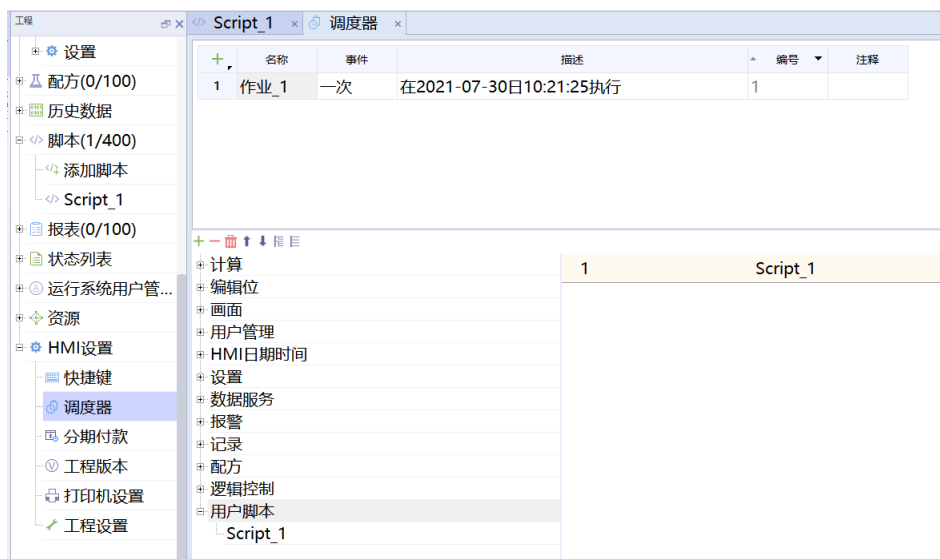 工程
Script_1
调度器
设置
配方(0/100)
历史数据
脚本(1/400)
添加脚本
Script_1
报表(0/100)
状态列表
运行系统用户管...
资源
HMI设置
快捷键
调度器
分期付款
工程版本
打印机设置
工程设置
名称 事件 描述 编号 注释
1 作业_1 一次 在2021-07-30日10:21:25执行 1
计算
编辑位
画面
用户管理
HMI日期时间
设置
数据服务
报警
记录
配方
逻辑控制
用户脚本
Script_1
1 Script_1